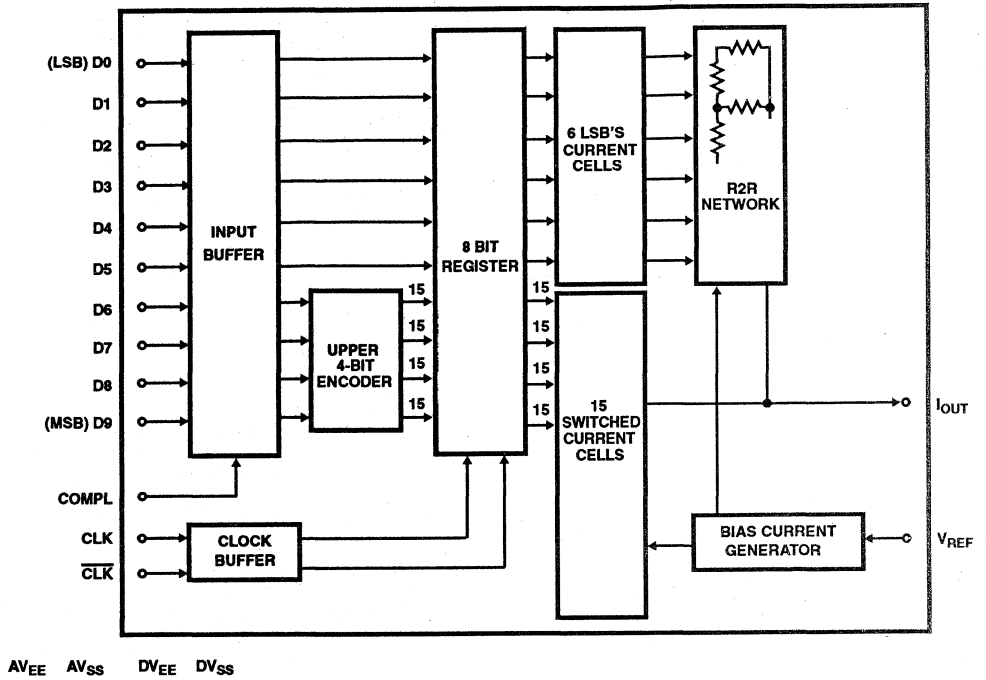 (LSB) D0
D1
D2
D3
D4
D5
D6
D7
D8
(MSB) D9
COMPL
CLK
CLK
INPUT
BUFFER
UPPER
4-BIT
ENCODER
CLOCK
BUFFER
15
15
15
15
8 BIT
REGISTER
15
15
15
15
6 LSB'S
CURRENT
CELLS
15
SWITCHED
CURRENT
CELLS
R2R
NETWORK
BIAS CURRENT
GENERATOR
IOUT
VREF
AVEE AVSS DVEE DVSS